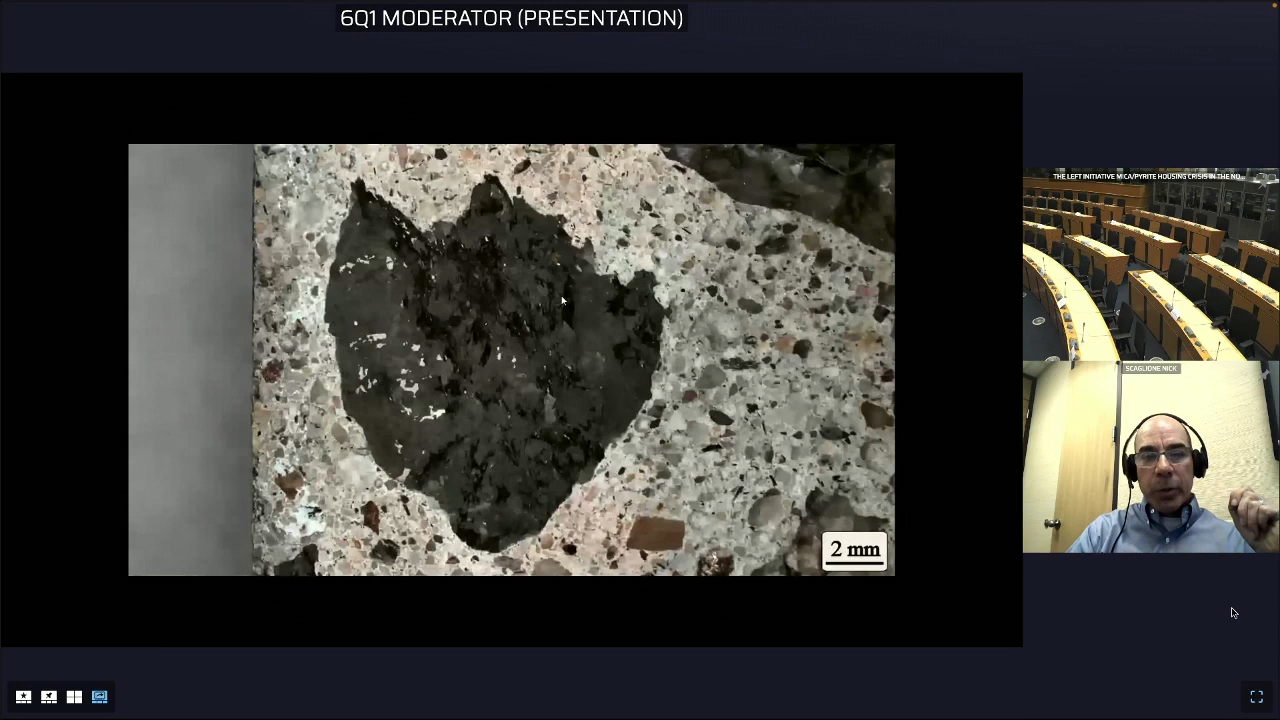 6Q1 MODERATOR (PRESENTATION)
THE LEFT INITIATIVE MICA/PYRITE HOUSING CRISIS IN THE NO...
SCAGLIONE NICK
2 mm